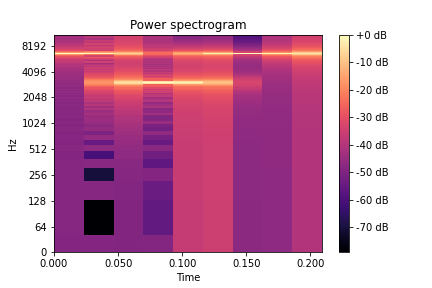 Power spectrogram
8192
4096
2048
1024
512
256
128
64
0
Hz
0.000 0.050 0.100 0.150 0.200
Time
+0 dB
-10 dB
-20 dB
-30 dB
-40 dB
-50 dB
-60 dB
-70 dB